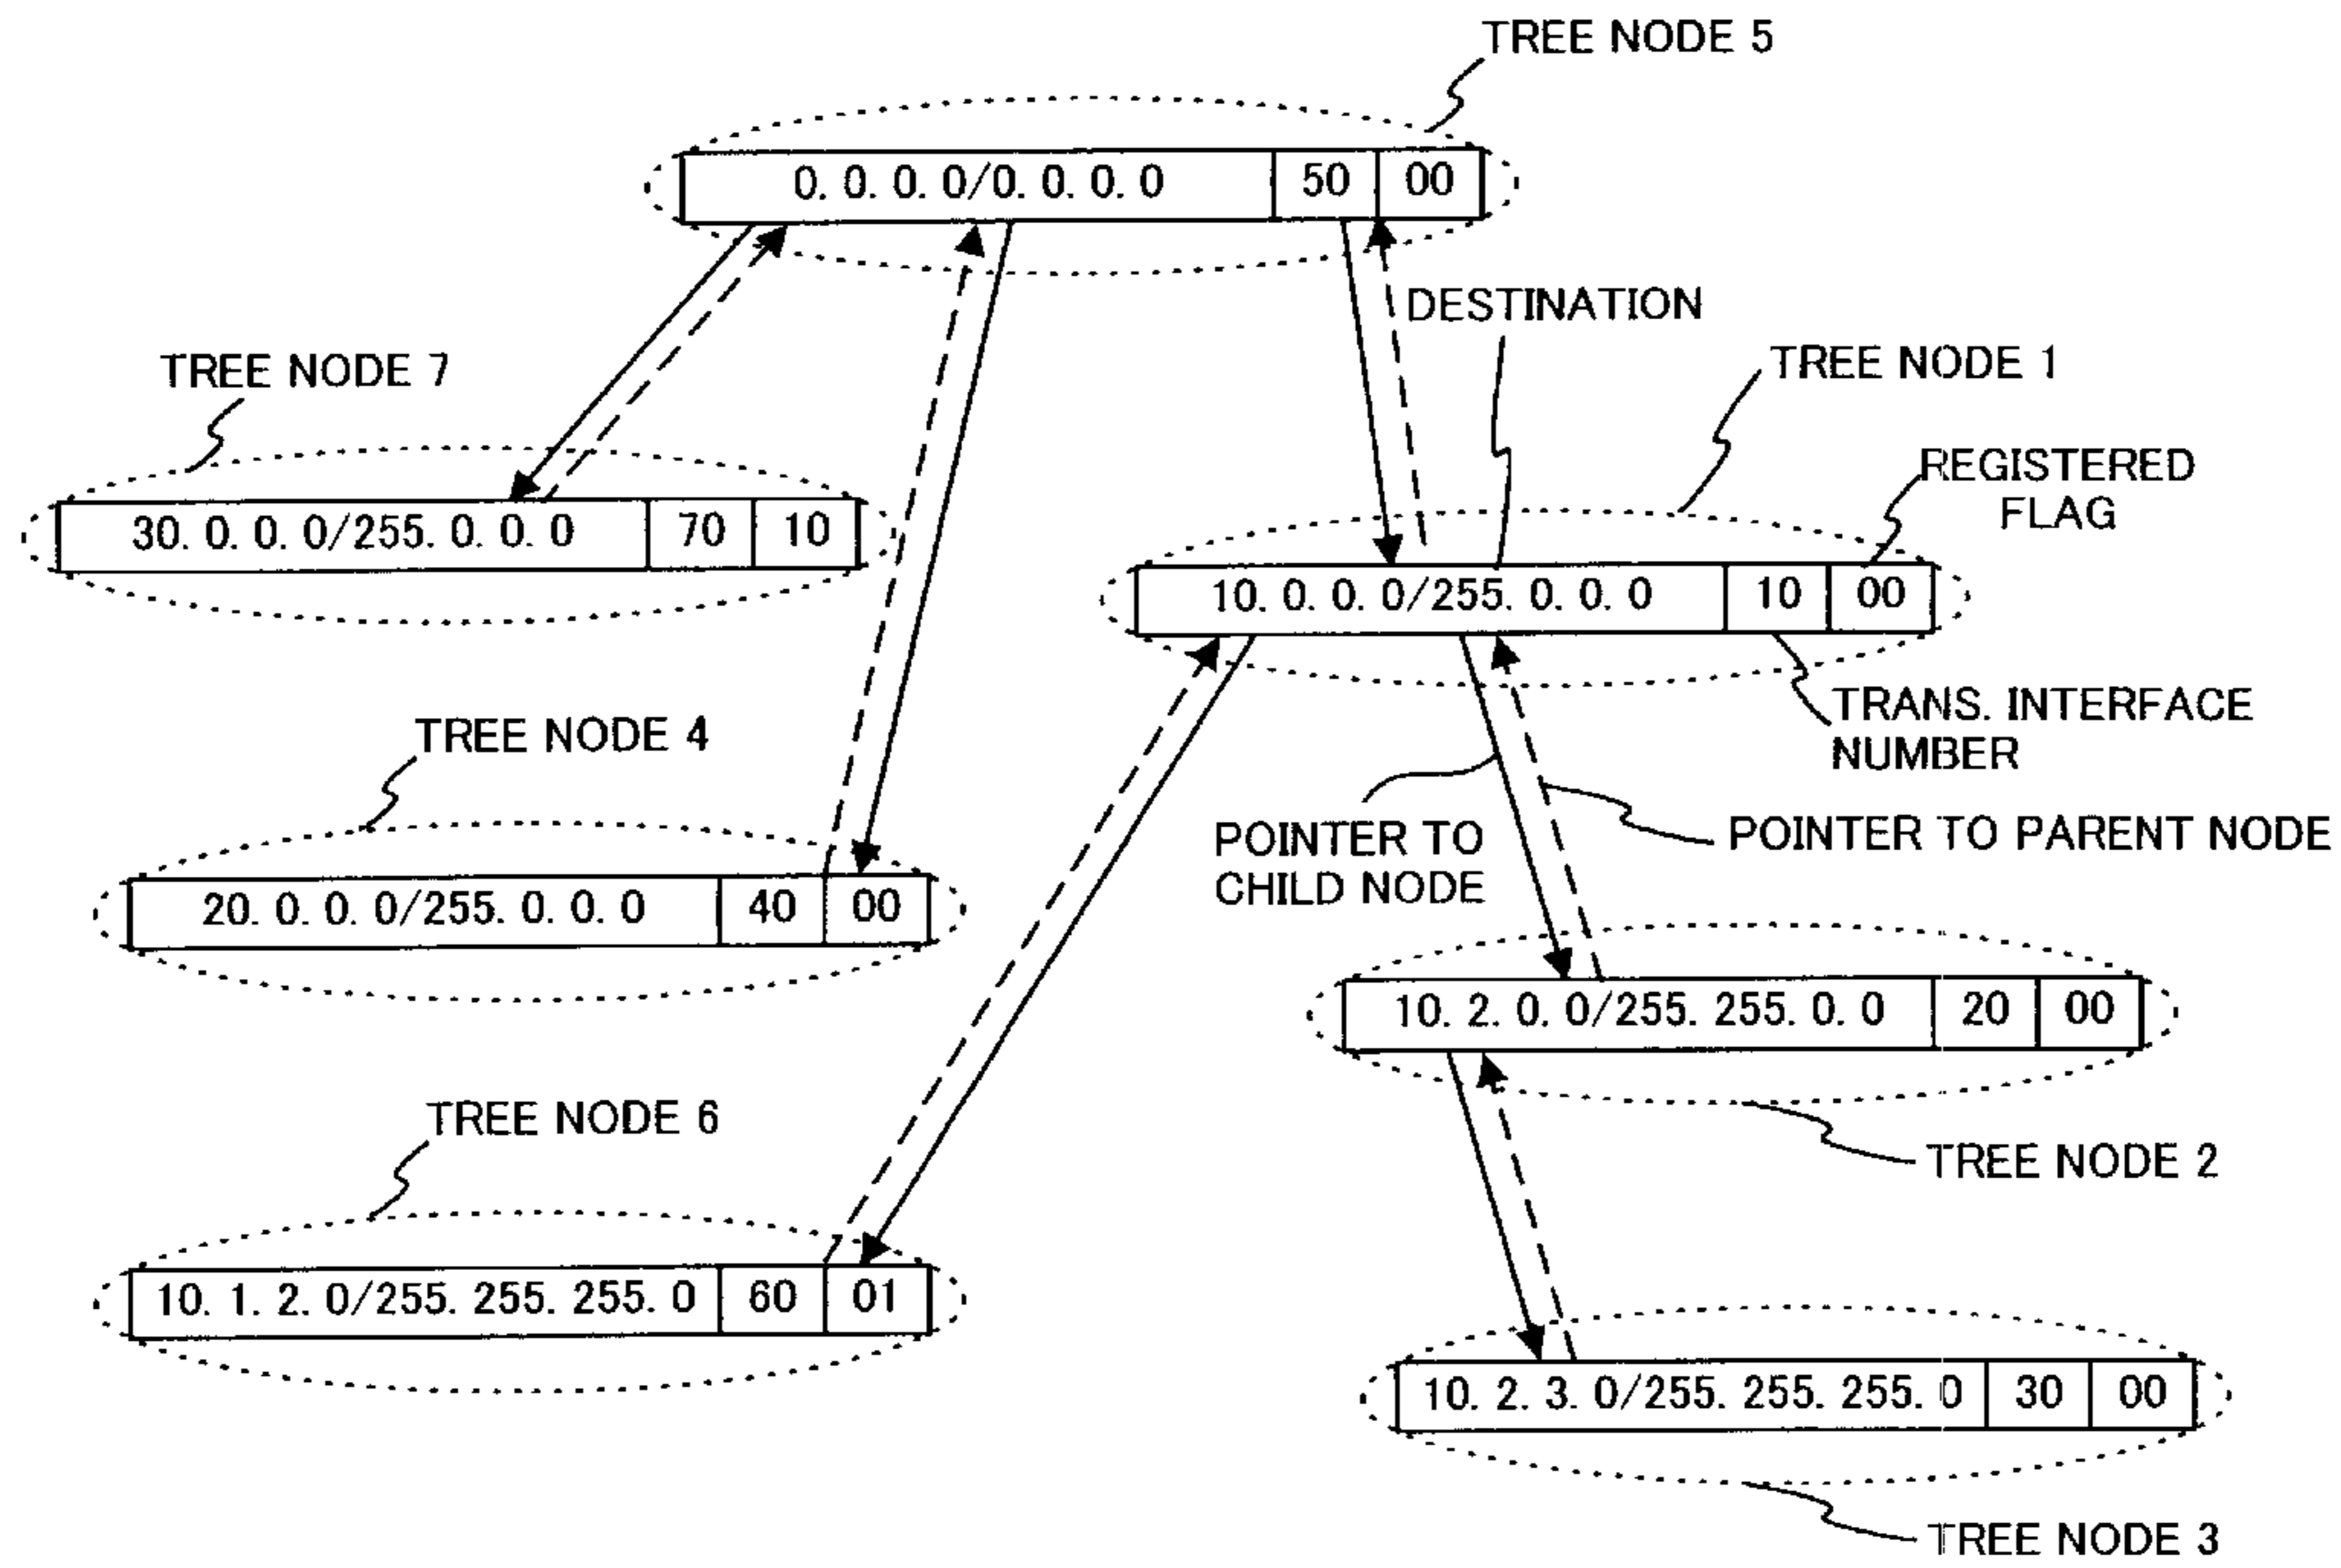 TREE NODE 5
0. 0. 0. 0/0. 0. 0. 0 50 00
DESTINATION
TREE NODE 7
TREE NODE 1
REGISTERED
FLAG
30. 0. 0. 0/255. 0. 0. 0 70 10
10. 0. 0. 0/255. 0. 0. 0 10 00
TRANS. INTERFACE
NUMBER
TREE NODE 4
POINTER TO
CHILD NODE
POINTER TO PARENT NODE
20. 0. 0. 0/255. 0. 0. 0 40 00
10. 2. 0. 0/255. 255. 0. 0 20 00
TREE NODE 6
TREE NODE 2
10. 1. 2. 0/255. 255. 255. 0 60 01
10. 2. 3. 0/255. 255. 255. 0 30 00
TREE NODE 3